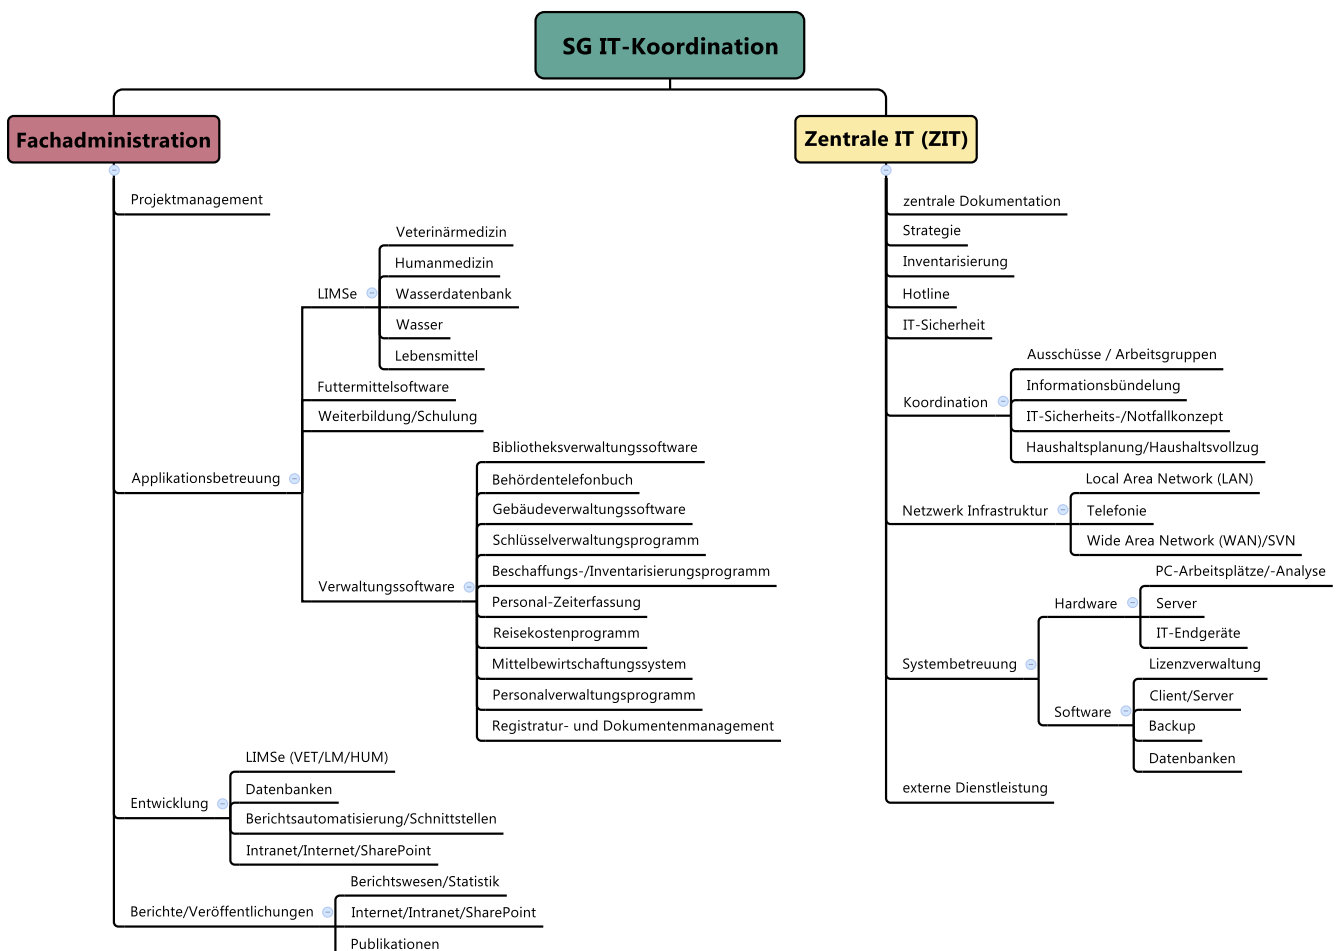 SG IT-Koordination
Fachadministration
Projektmanagement
Applikationsbetreuung
LIMSe
Veterinärmedizin
Humanmedizin
Wasserdatenbank
Wasser
Lebensmittel
Futtermittelsoftware
Weiterbildung/Schulung
Verwaltungssoftware
Bibliotheksverwaltungssoftware
Behördentelefonbuch
Gebäudeverwaltungssoftware
Schlüsselverwaltungsprogramm
Beschaffungs-/Inventarisierungsprogramm
Personal-Zeiterfassung
Reisekostenprogramm
Mittelbewirtschaftungssystem
Personalverwaltungsprogramm
Registratur- und Dokumentenmanagement
Entwicklung
LIMSe (VET/LM/HUM)
Datenbanken
Berichtsautomatisierung/Schnittstellen
Intranet/Internet/SharePoint
Berichte/Veröffentlichungen
Berichtswesen/Statistik
Internet/Intranet/SharePoint
Publikationen
Zentrale IT (ZIT)
zentrale Dokumentation
Strategie
Inventarisierung
Hotline
IT-Sicherheit
Koordination
Ausschüsse / Arbeitsgruppen
Informationsbündelung
IT-Sicherheits-/Notfallkonzept
Haushaltsplanung/Haushaltsvollzug
Netzwerk Infrastruktur
Local Area Network (LAN)
Telefonie
Wide Area Network (WAN)/SVN
Systembetreuung
Hardware
PC-Arbeitsplätze/-Analyse
Server
IT-Endgeräte
Software
Lizenzverwaltung
Client/Server
Backup
Datenbanken
externe Dienstleistung